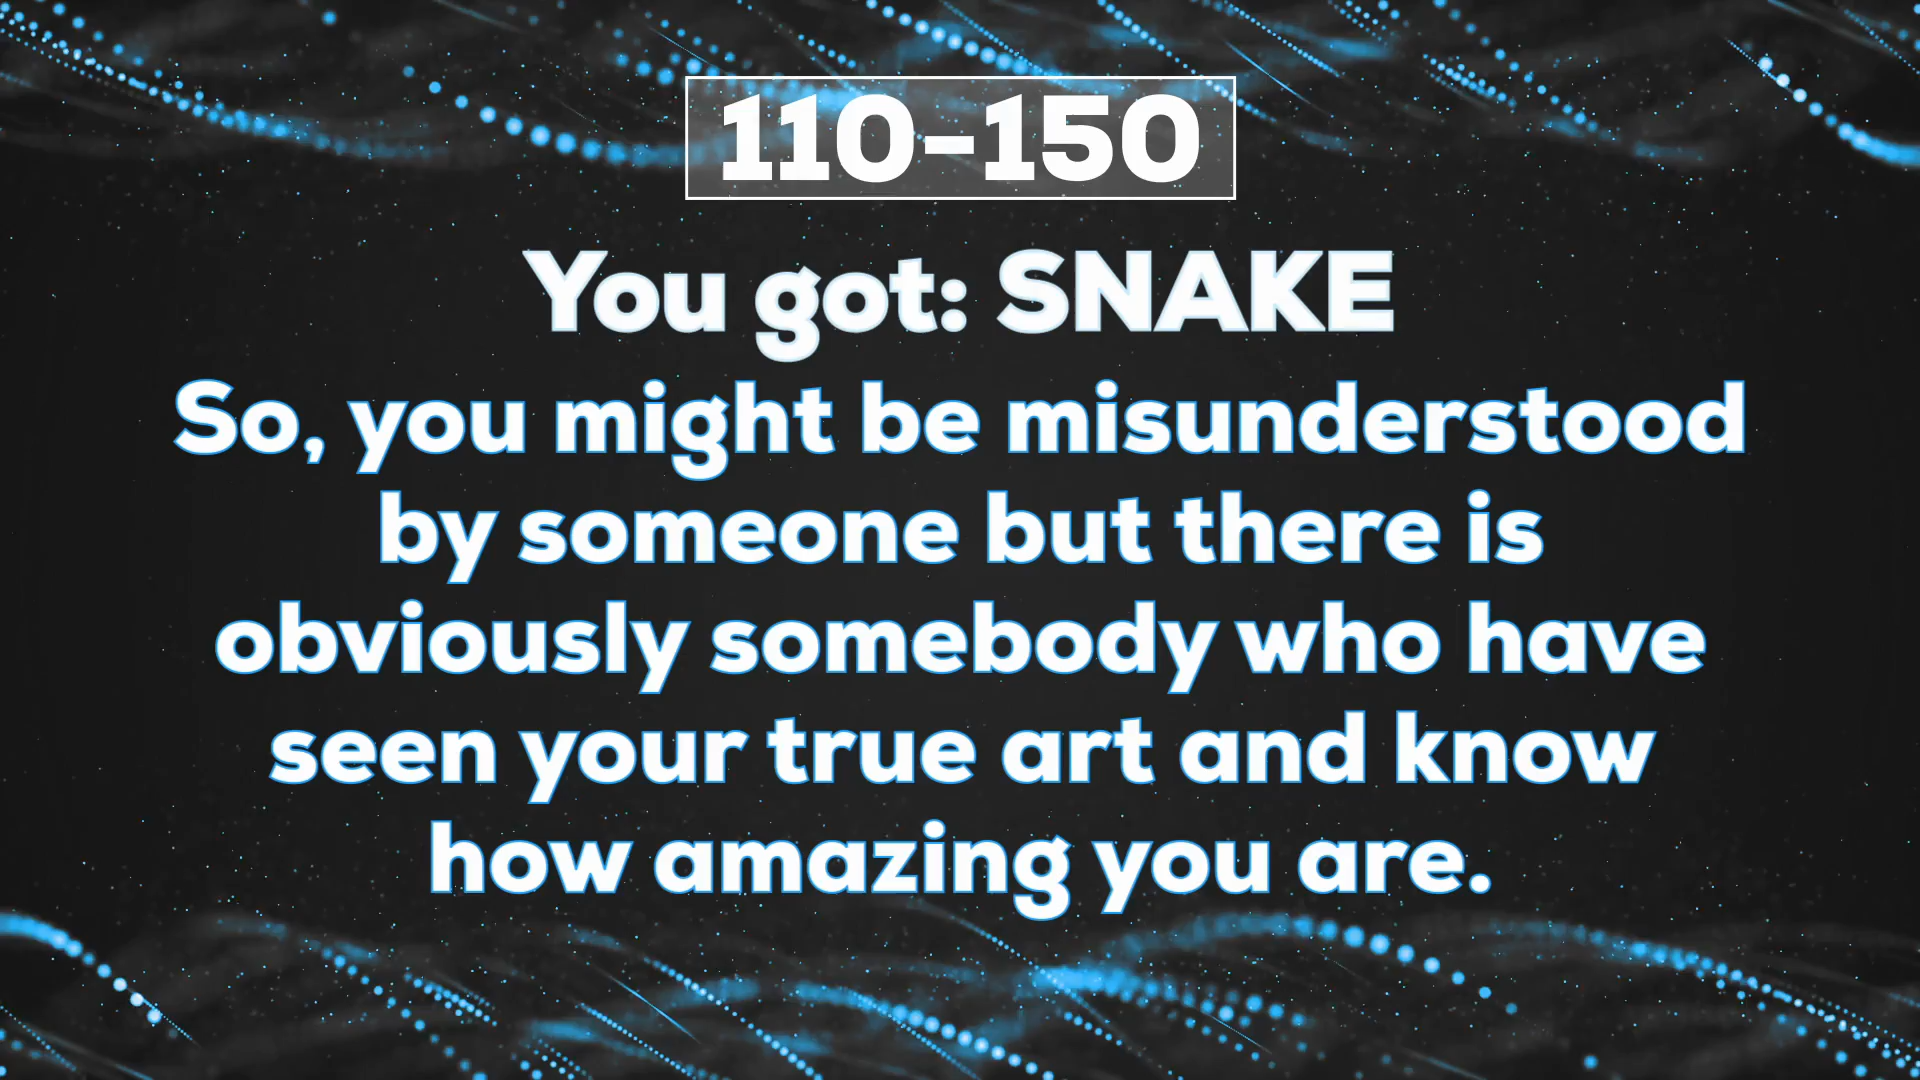 110-150
You got: SNAKE
So, you might be misunderstood
by someone but there is
obviously somebody who have
seen your true art and know
how amazing you are.